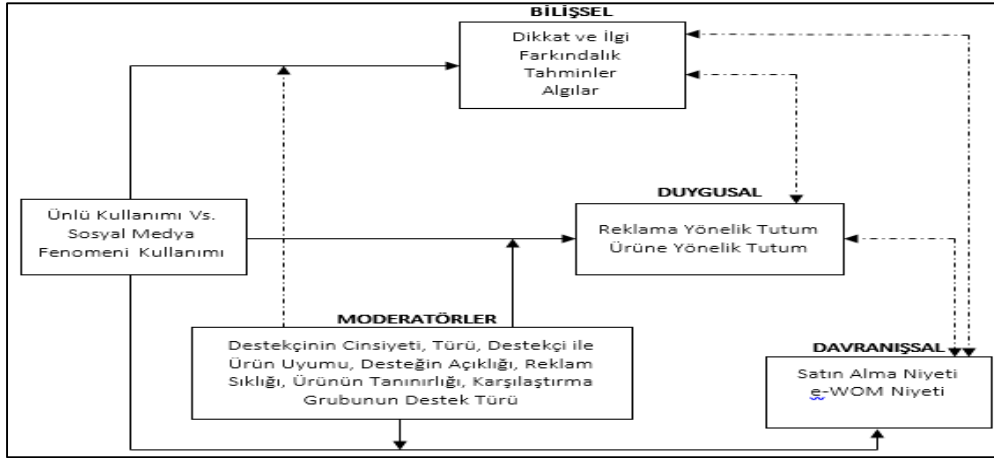 BİLİŞSEL
Dikkat ve İlgi
Farkındalık
Tahminler
Algılar
Ünlü Kullanımı Vs.
Sosyal Medya
Fenomeni Kullanımı
DUYGUSAL
Reklama Yönelik Tutum
Ürüne Yönelik Tutum
MODERATÖRLER
Destekçinin Cinsiyeti, Türü, Destekçi ile
Ürün Uyumu, Desteğin Açıklığı, Reklam
Sıklığı, Ürünün Tanınırlığı, Karşılaştırma
Grubunun Destek Türü
DAVRANIŞSAL
Satın Alma Niyeti
e-WOM Niyeti